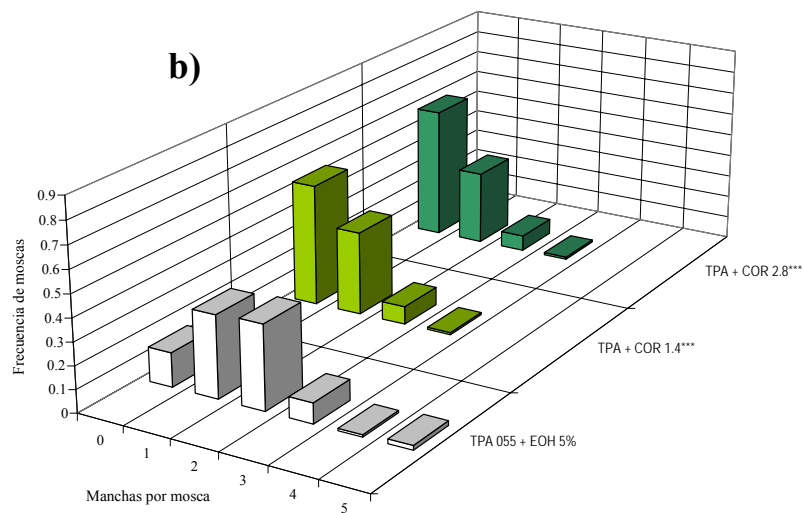 b)
0.9
0.8
0.7
0.6
0.5
0.4
0.3
0.2
0.1
0
Frecuencia de moscas
0
1
2
3
4
5
Manchas por mosca
TPA + COR 2.8***
TPA + COR 1.4***
TPA 055 + EOH 5%